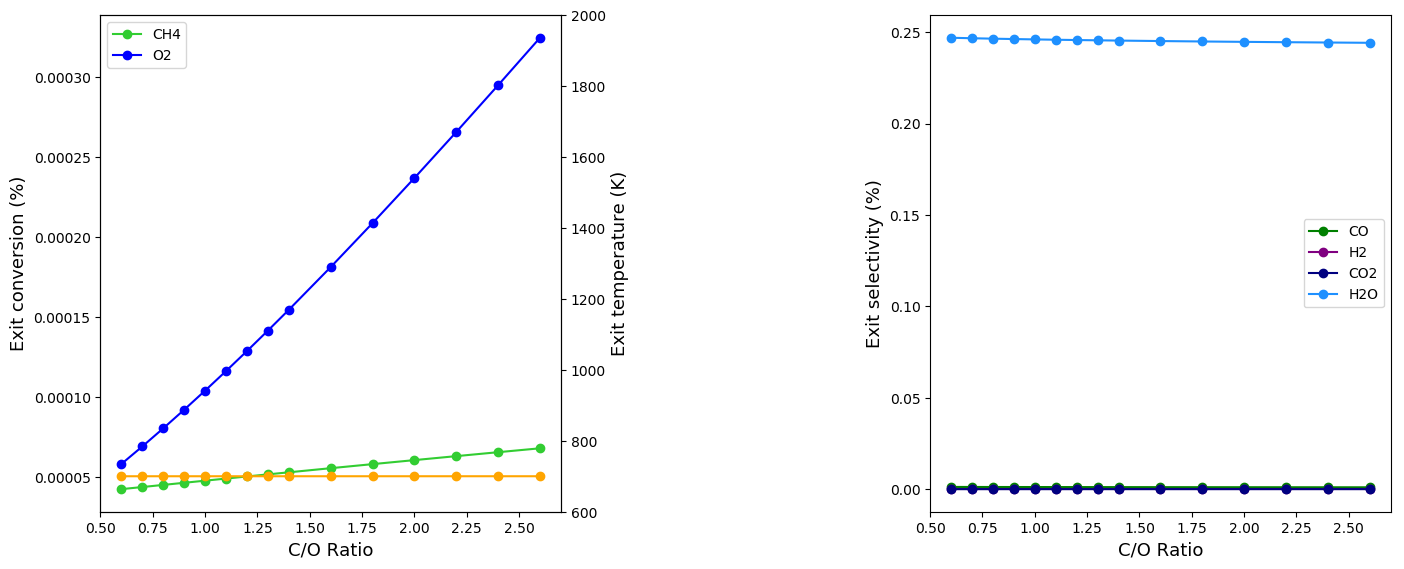 CH4
O2
0.00030
0.00025
0.00020
0.00015
0.00010
0.00005
Exit conversion (%)
0.50 0.75 1.00 1.25 1.50 1.75 2.00 2.25 2.50
C/O Ratio
2000
1800
1600
1400
1200
1000
800
600
Exit temperature (K)
0.25
0.20
0.15
0.10
0.05
0.00
Exit selectivity (%)
CO
H2
CO2
H2O
0.50 0.75 1.00 1.25 1.50 1.75 2.00 2.25 2.50
C/O Ratio